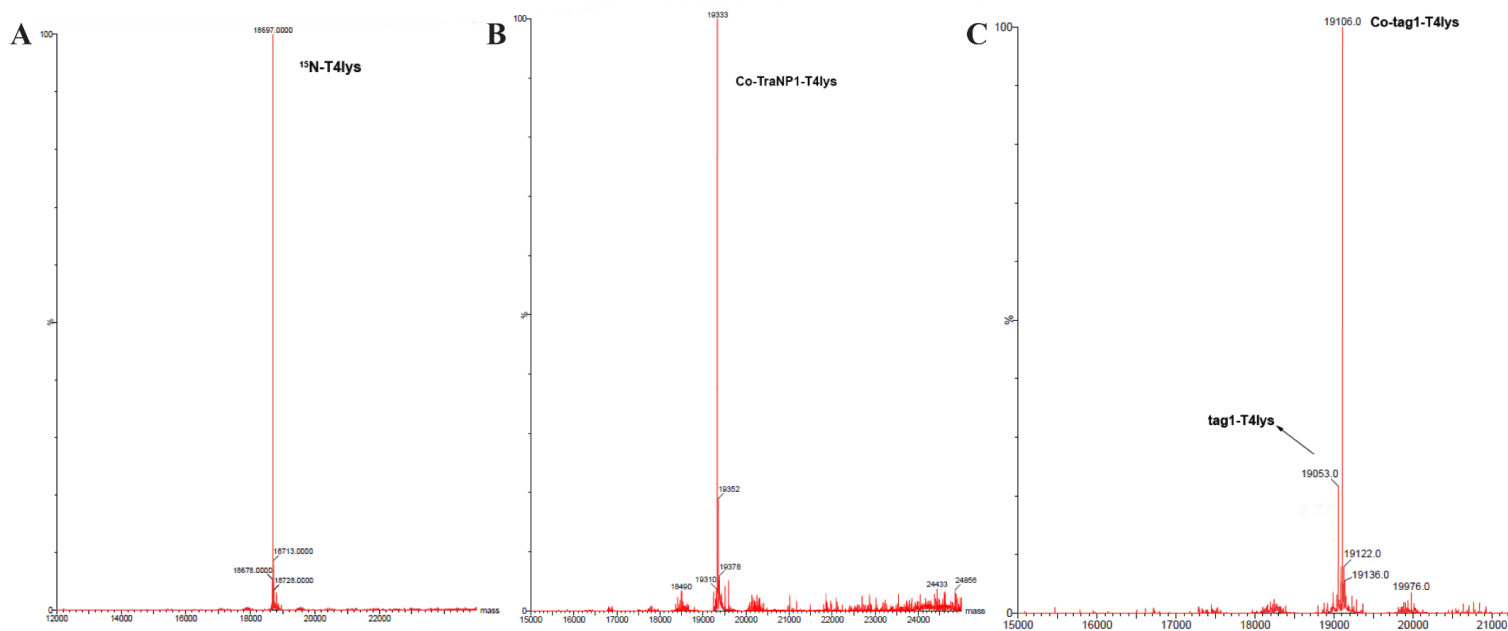 A
100
18697.0000
¹⁵N-T4lys
%
18713.0000
18678.0000
18728.0000
0
mass
12000 14000 16000 18000 20000 22000
B
100
19333
Co-TraNP1-T4lys
%
19352
19378
19310
18490
24433
24856
0
mass
15000 16000 17000 18000 19000 20000 21000 22000 23000 24000
C
100
19106.0
Co-tag1-T4lys
%
tag1-T4lys
19053.0
19122.0
19136.0
19976.0
0
15000 16000 17000 18000 19000 20000 21000